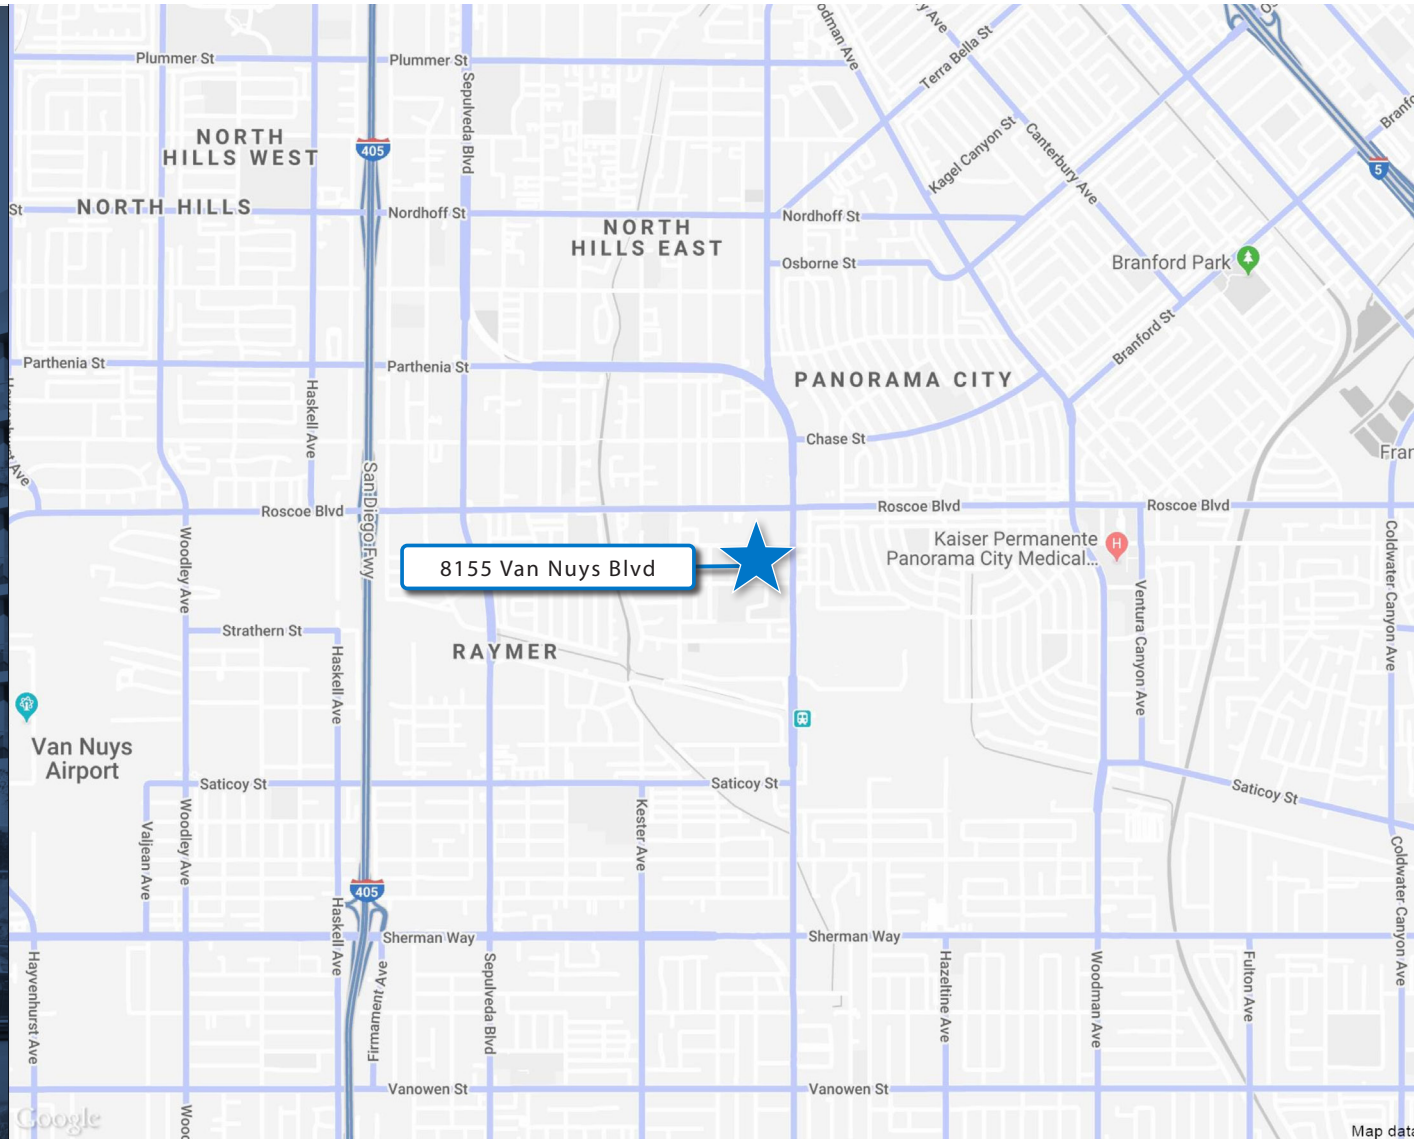 Plummer St
Plummer St
Sepulveda Blvd
Terra Bella St
NORTH
HILLS WEST
405
Kagel Canyon St
Canterbury Ave
5
St
NORTH HILLS
Nordhoff St
Nordhoff St
NORTH
HILLS EAST
Osborne St
Branford Park
Branford St
Parthenia St
Parthenia St
PANORAMA CITY
Haskell Ave
Chase St
San Diego Fwy
Roscoe Blvd
Roscoe Blvd
Roscoe Blvd
Woodley Ave
8155 Van Nuys Blvd
Kaiser Permanente
Panorama City Medical...
H
Coldwater Canyon Ave
Ventura Canyon Ave
Strathern St
Haskell Ave
RAYMER
Van Nuys
Airport
Saticoy St
Saticoy St
Saticoy St
Valjean Ave
Woodley Ave
Kester Ave
405
Coldwater Canyon Ave
Haskell Ave
Sherman Way
Sherman Way
Hayvenhurst Ave
Firmament Ave
Sepulveda Blvd
Hazeltine Ave
Woodman Ave
Fulton Ave
Vanowen St
Vanowen St
Google
Map data